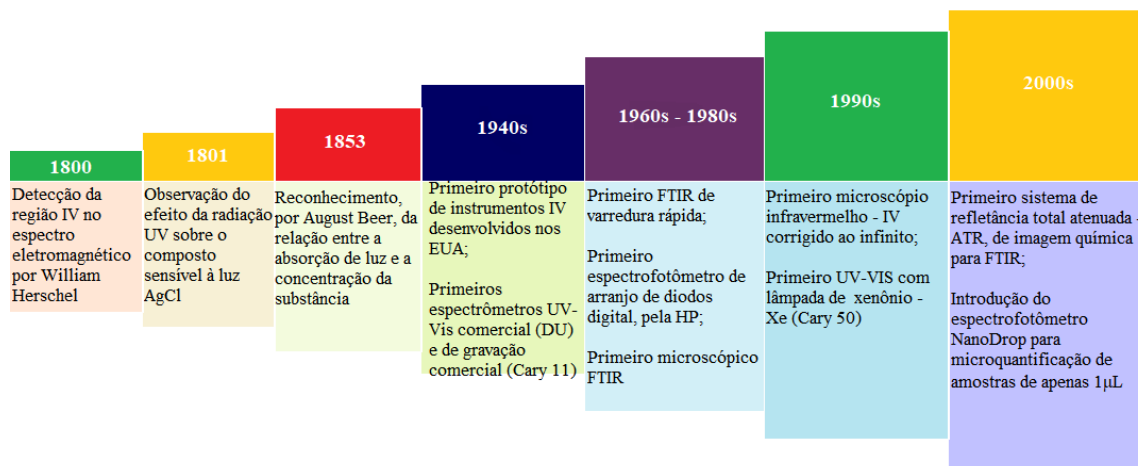 1800
Detecção da
região IV no
espectro
eletromagnético
por William
Herschel
1801
Observação do
efeito da radiação
UV sobre o
composto
sensível à luz
AgCl
1853
Reconhecimento,
por August Beer, da
relação entre a
absorção de luz e a
concentração da
substância
1940s
Primeiro protótipo
de instrumentos IV
desenvolvidos nos
EUA;
Primeiros
espectrômetros UV-
Vis comercial (DU)
e de gravação
comercial (Cary 11)
1960s - 1980s
Primeiro FTIR de
varredura rápida;
Primeiro
espectrofotômetro de
arranjo de diodos
digital, pela HP;
Primeiro microscópico
FTIR
1990s
Primeiro microscópio
infravermelho - IV
corrigido ao infinito;
Primeiro UV-VIS com
lâmpada de xenônio -
Xe (Cary 50)
2000s
Primeiro sistema de
refletância total atenuada -
ATR, de imagem química
para FTIR;
Introdução do
espectrofotômetro
NanoDrop para
microquantificação de
amostras de apenas 1μL